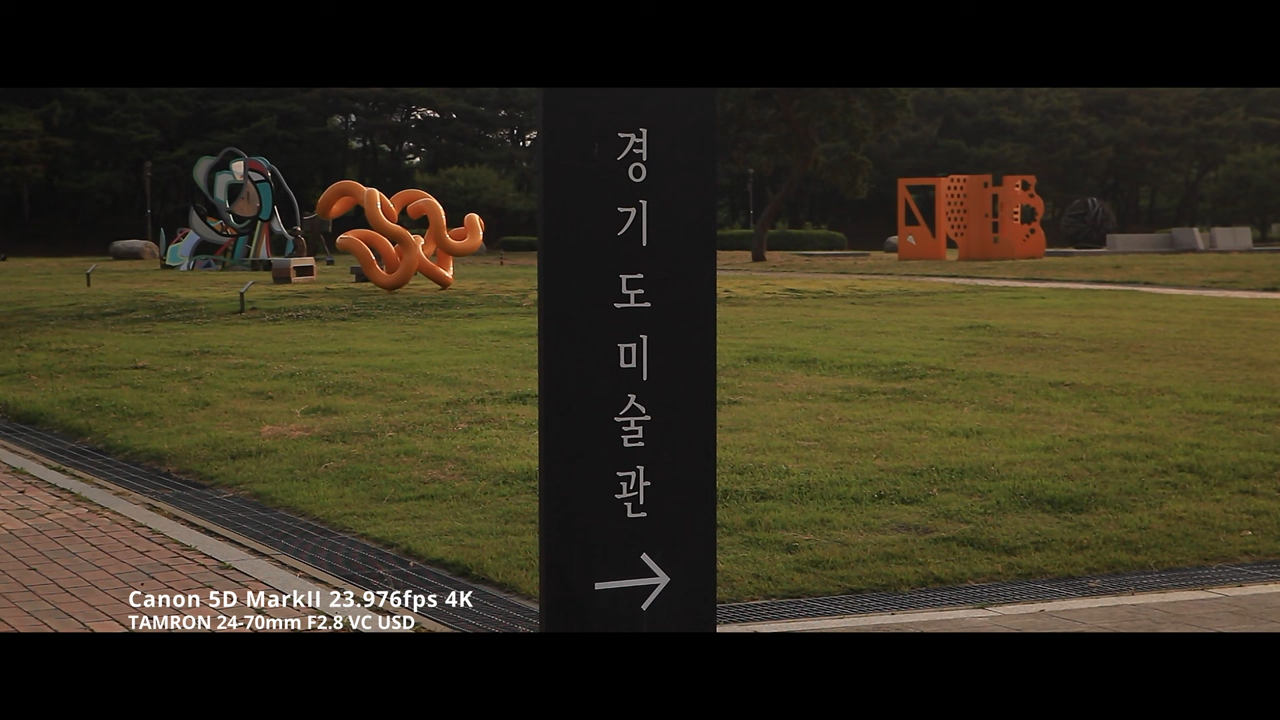 경기도미술관
Canon 5D MarkII 23.976fps 4K
TAMRON 24-70mm F2.8 VC USD